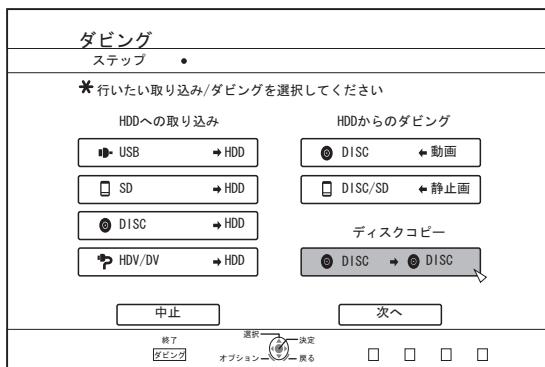 ダビング
ステップ
行いたい取り込み/ダビングを選択してください
HDDへの取り込み
USB ➡ HDD
SD ➡ HDD
DISC ➡ HDD
HDV/DV ➡ HDD
HDDからのダビング
DISC ⬅ 動画
DISC/SD ⬅ 静止画
ディスクコピー
DISC ➡ DISC
中止
次へ
終了
ダビング
選択
決定
オプション
戻る